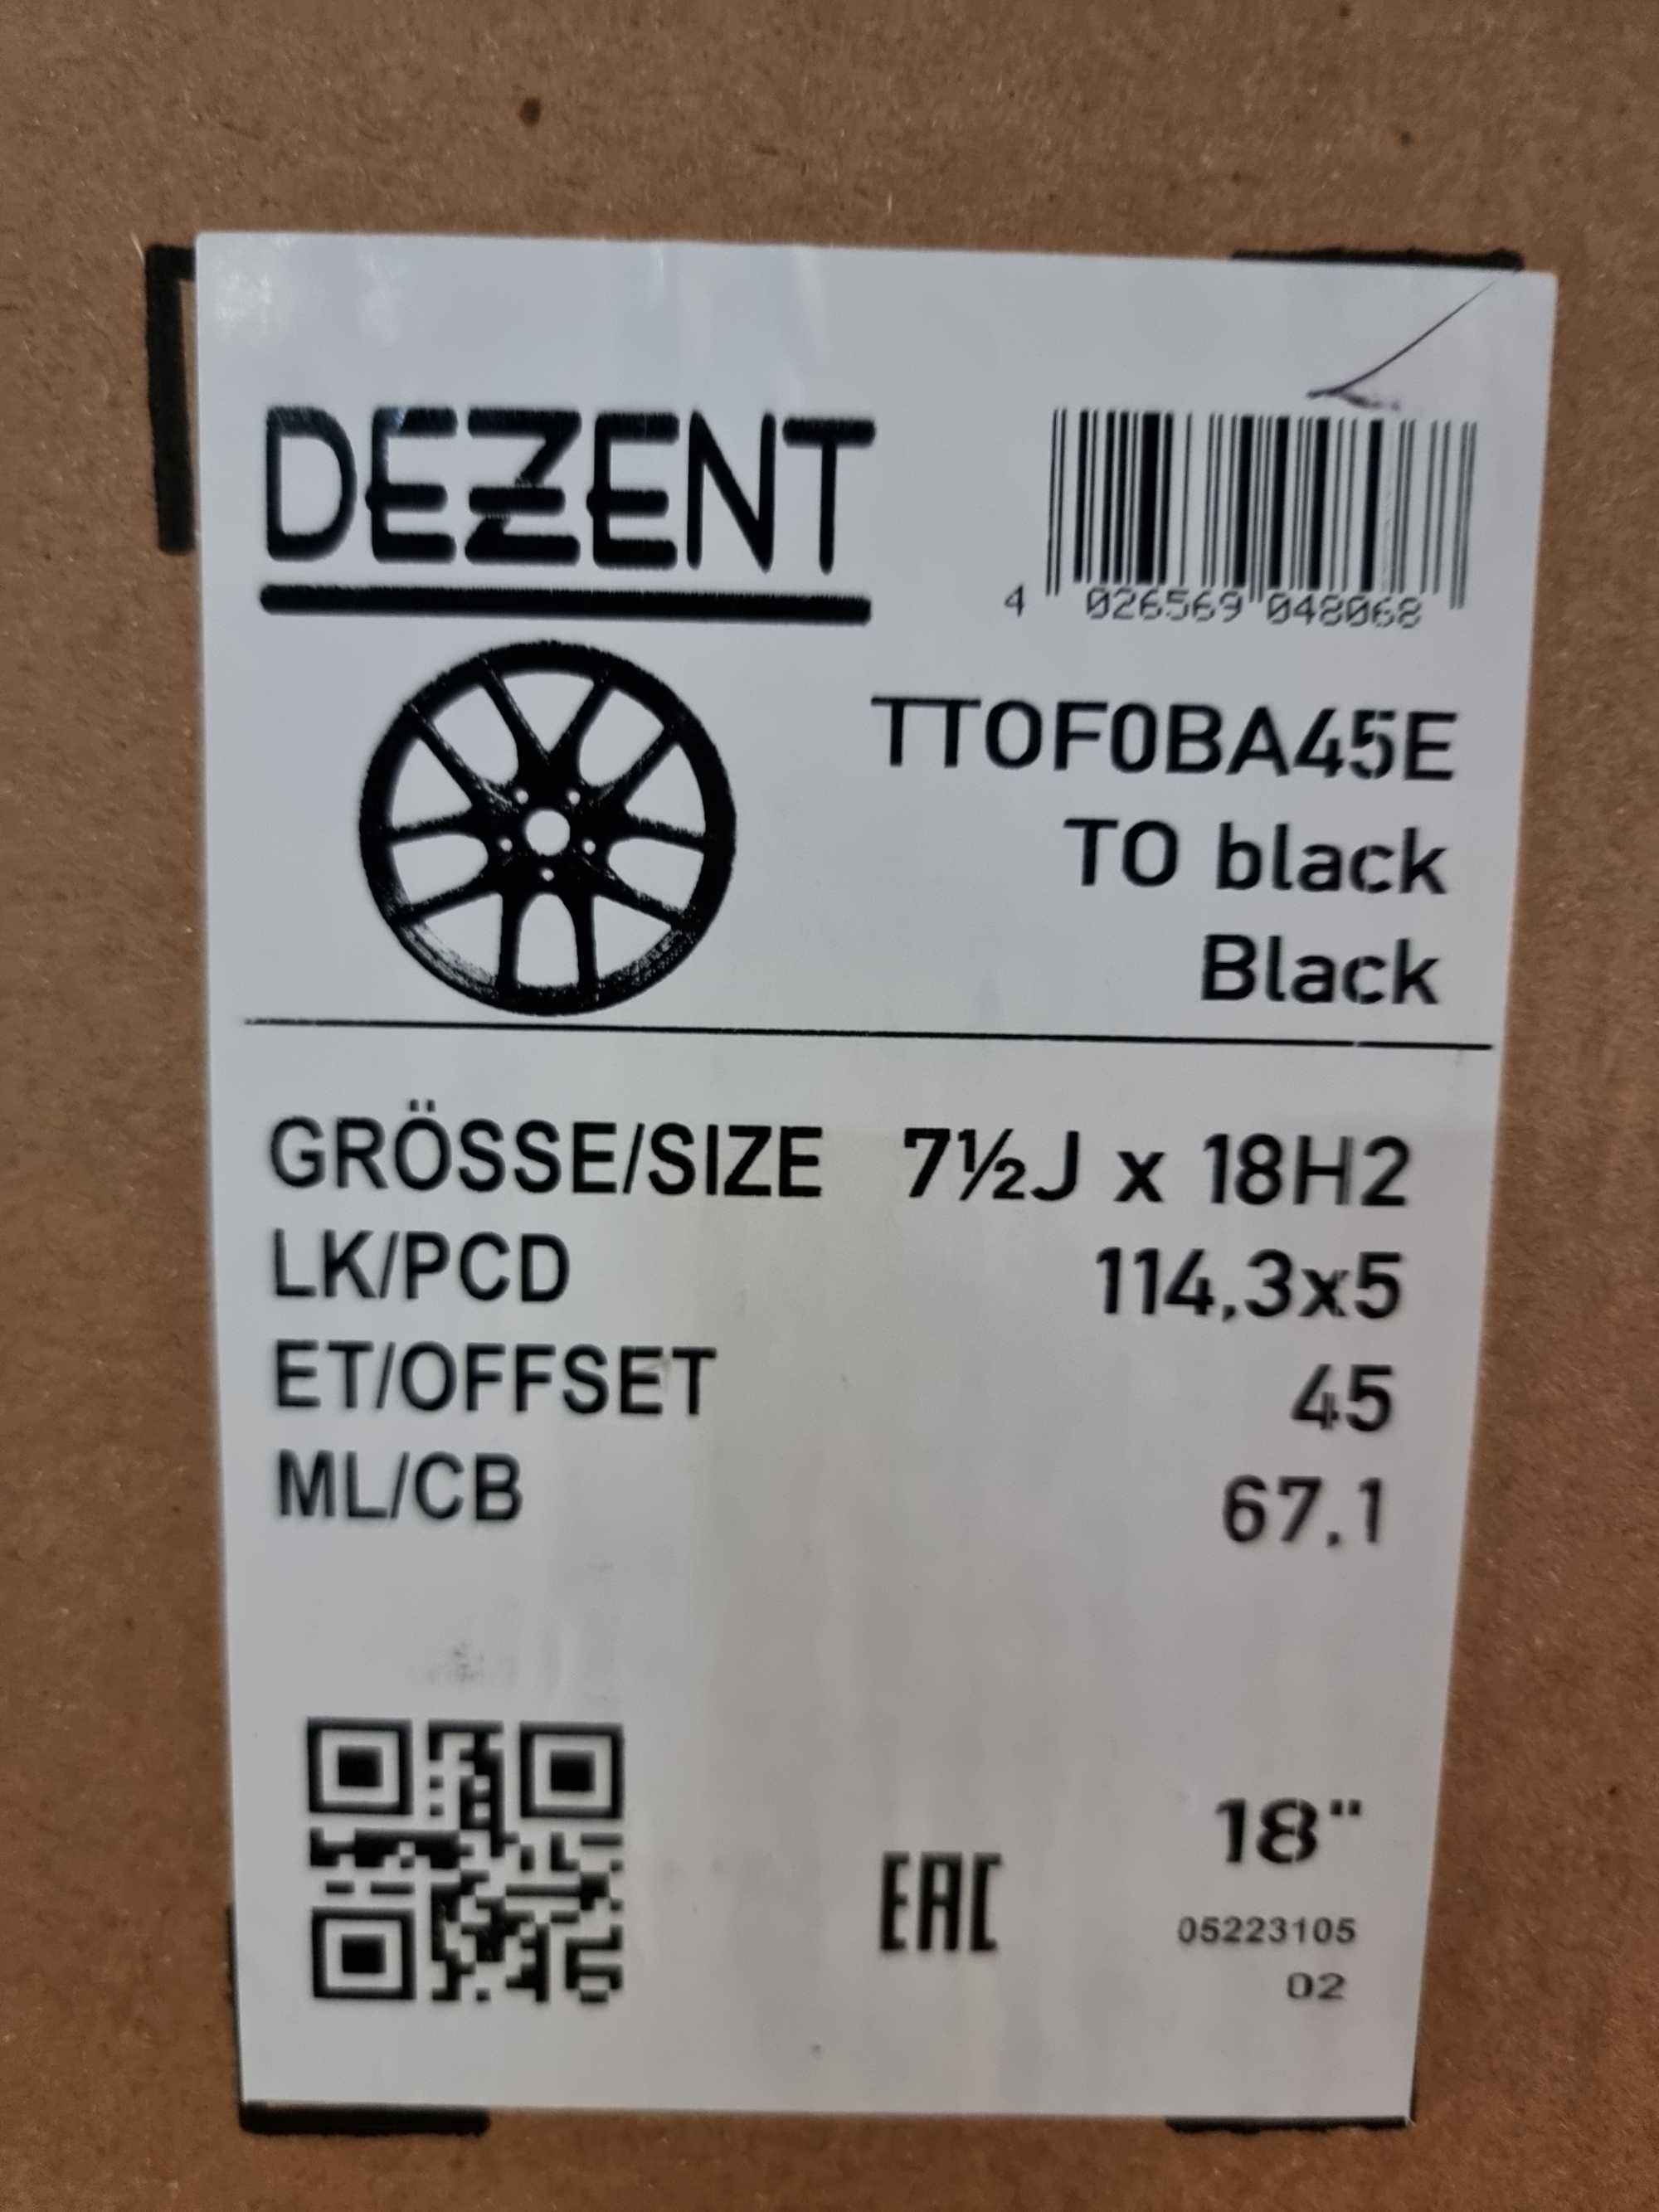 DEZENT
4 026569 048068
TTOF0BA45E
TO black
Black
GRÖSSE/SIZE 7½J x 18H2
LK/PCD 114,3x5
ET/OFFSET 45
ML/CB 67,1
EAC
18"
05223105
02